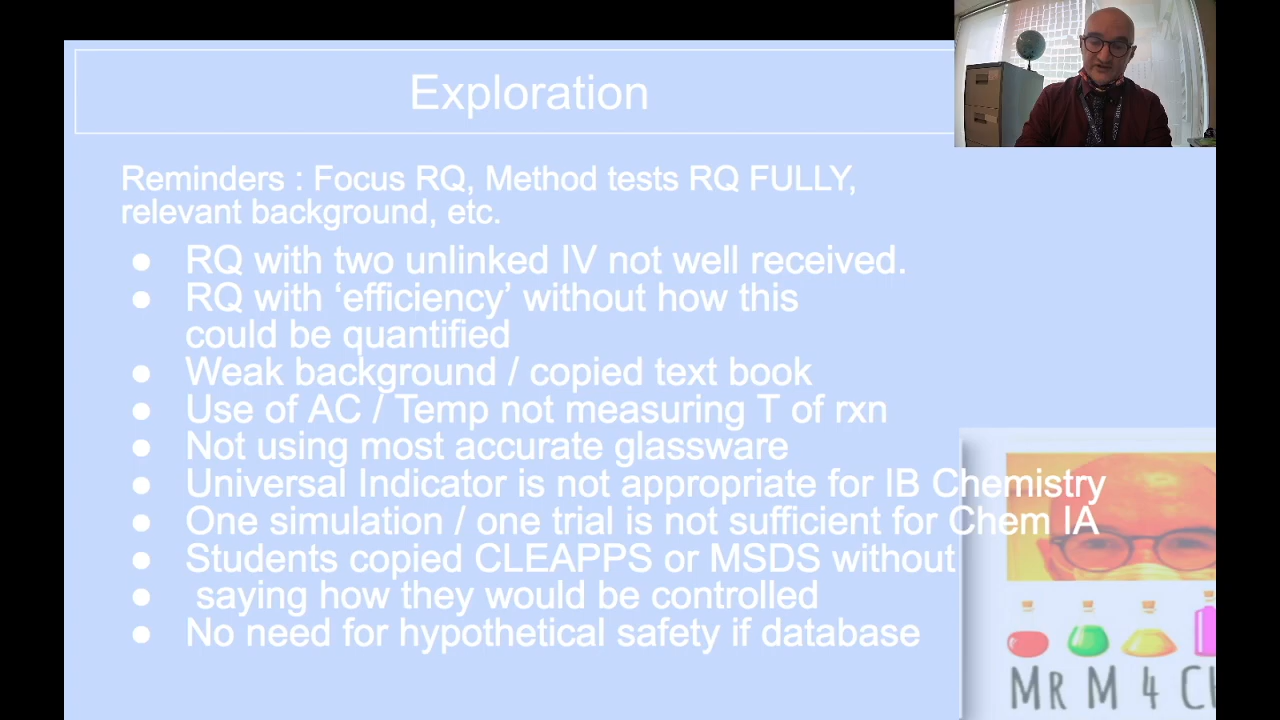 Exploration
Reminders : Focus RQ, Method tests RQ FULLY,
relevant background, etc.
● RQ with two unlinked IV not well received.
● RQ with ‘efficiency’ without how this
could be quantified
● Weak background / copied text book
● Use of AC / Temp not measuring T of rxn
● Not using most accurate glassware
● Universal Indicator is not appropriate for IB Chemistry
● One simulation / one trial is not sufficient for Chem IA
● Students copied CLEAPPS or MSDS without
● saying how they would be controlled
● No need for hypothetical safety if database
MR M 4 C